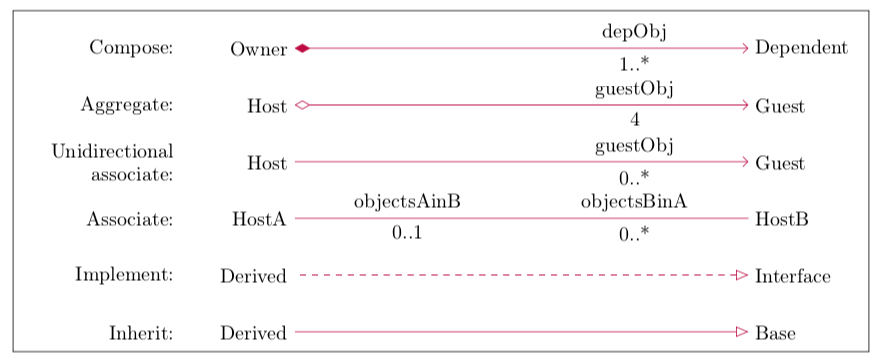 depObj
Compose: Owner Dependent
1..*
guestObj
Aggregate: Host Guest
4
Unidirectional
associate:
guestObj
Host Guest
0..*
objectsAinB objectsBinA
Associate: HostA HostB
0..1 0..*
Implement: Derived Interface
Inherit: Derived Base